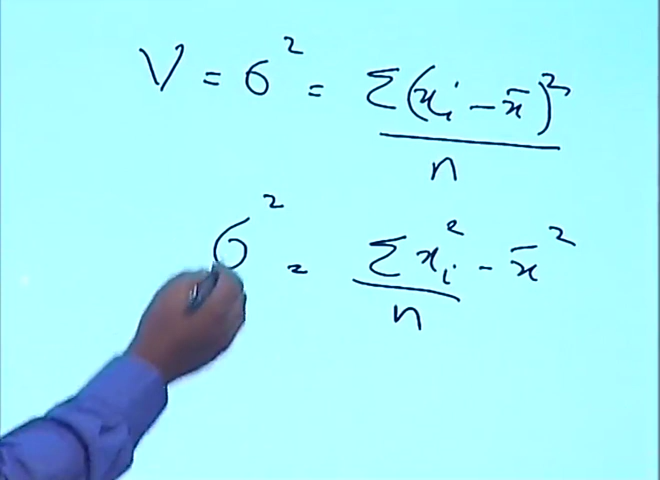 V = σ² = Σ(xᵢ - x̄)² / n
σ² = Σxᵢ² / n - x̄²